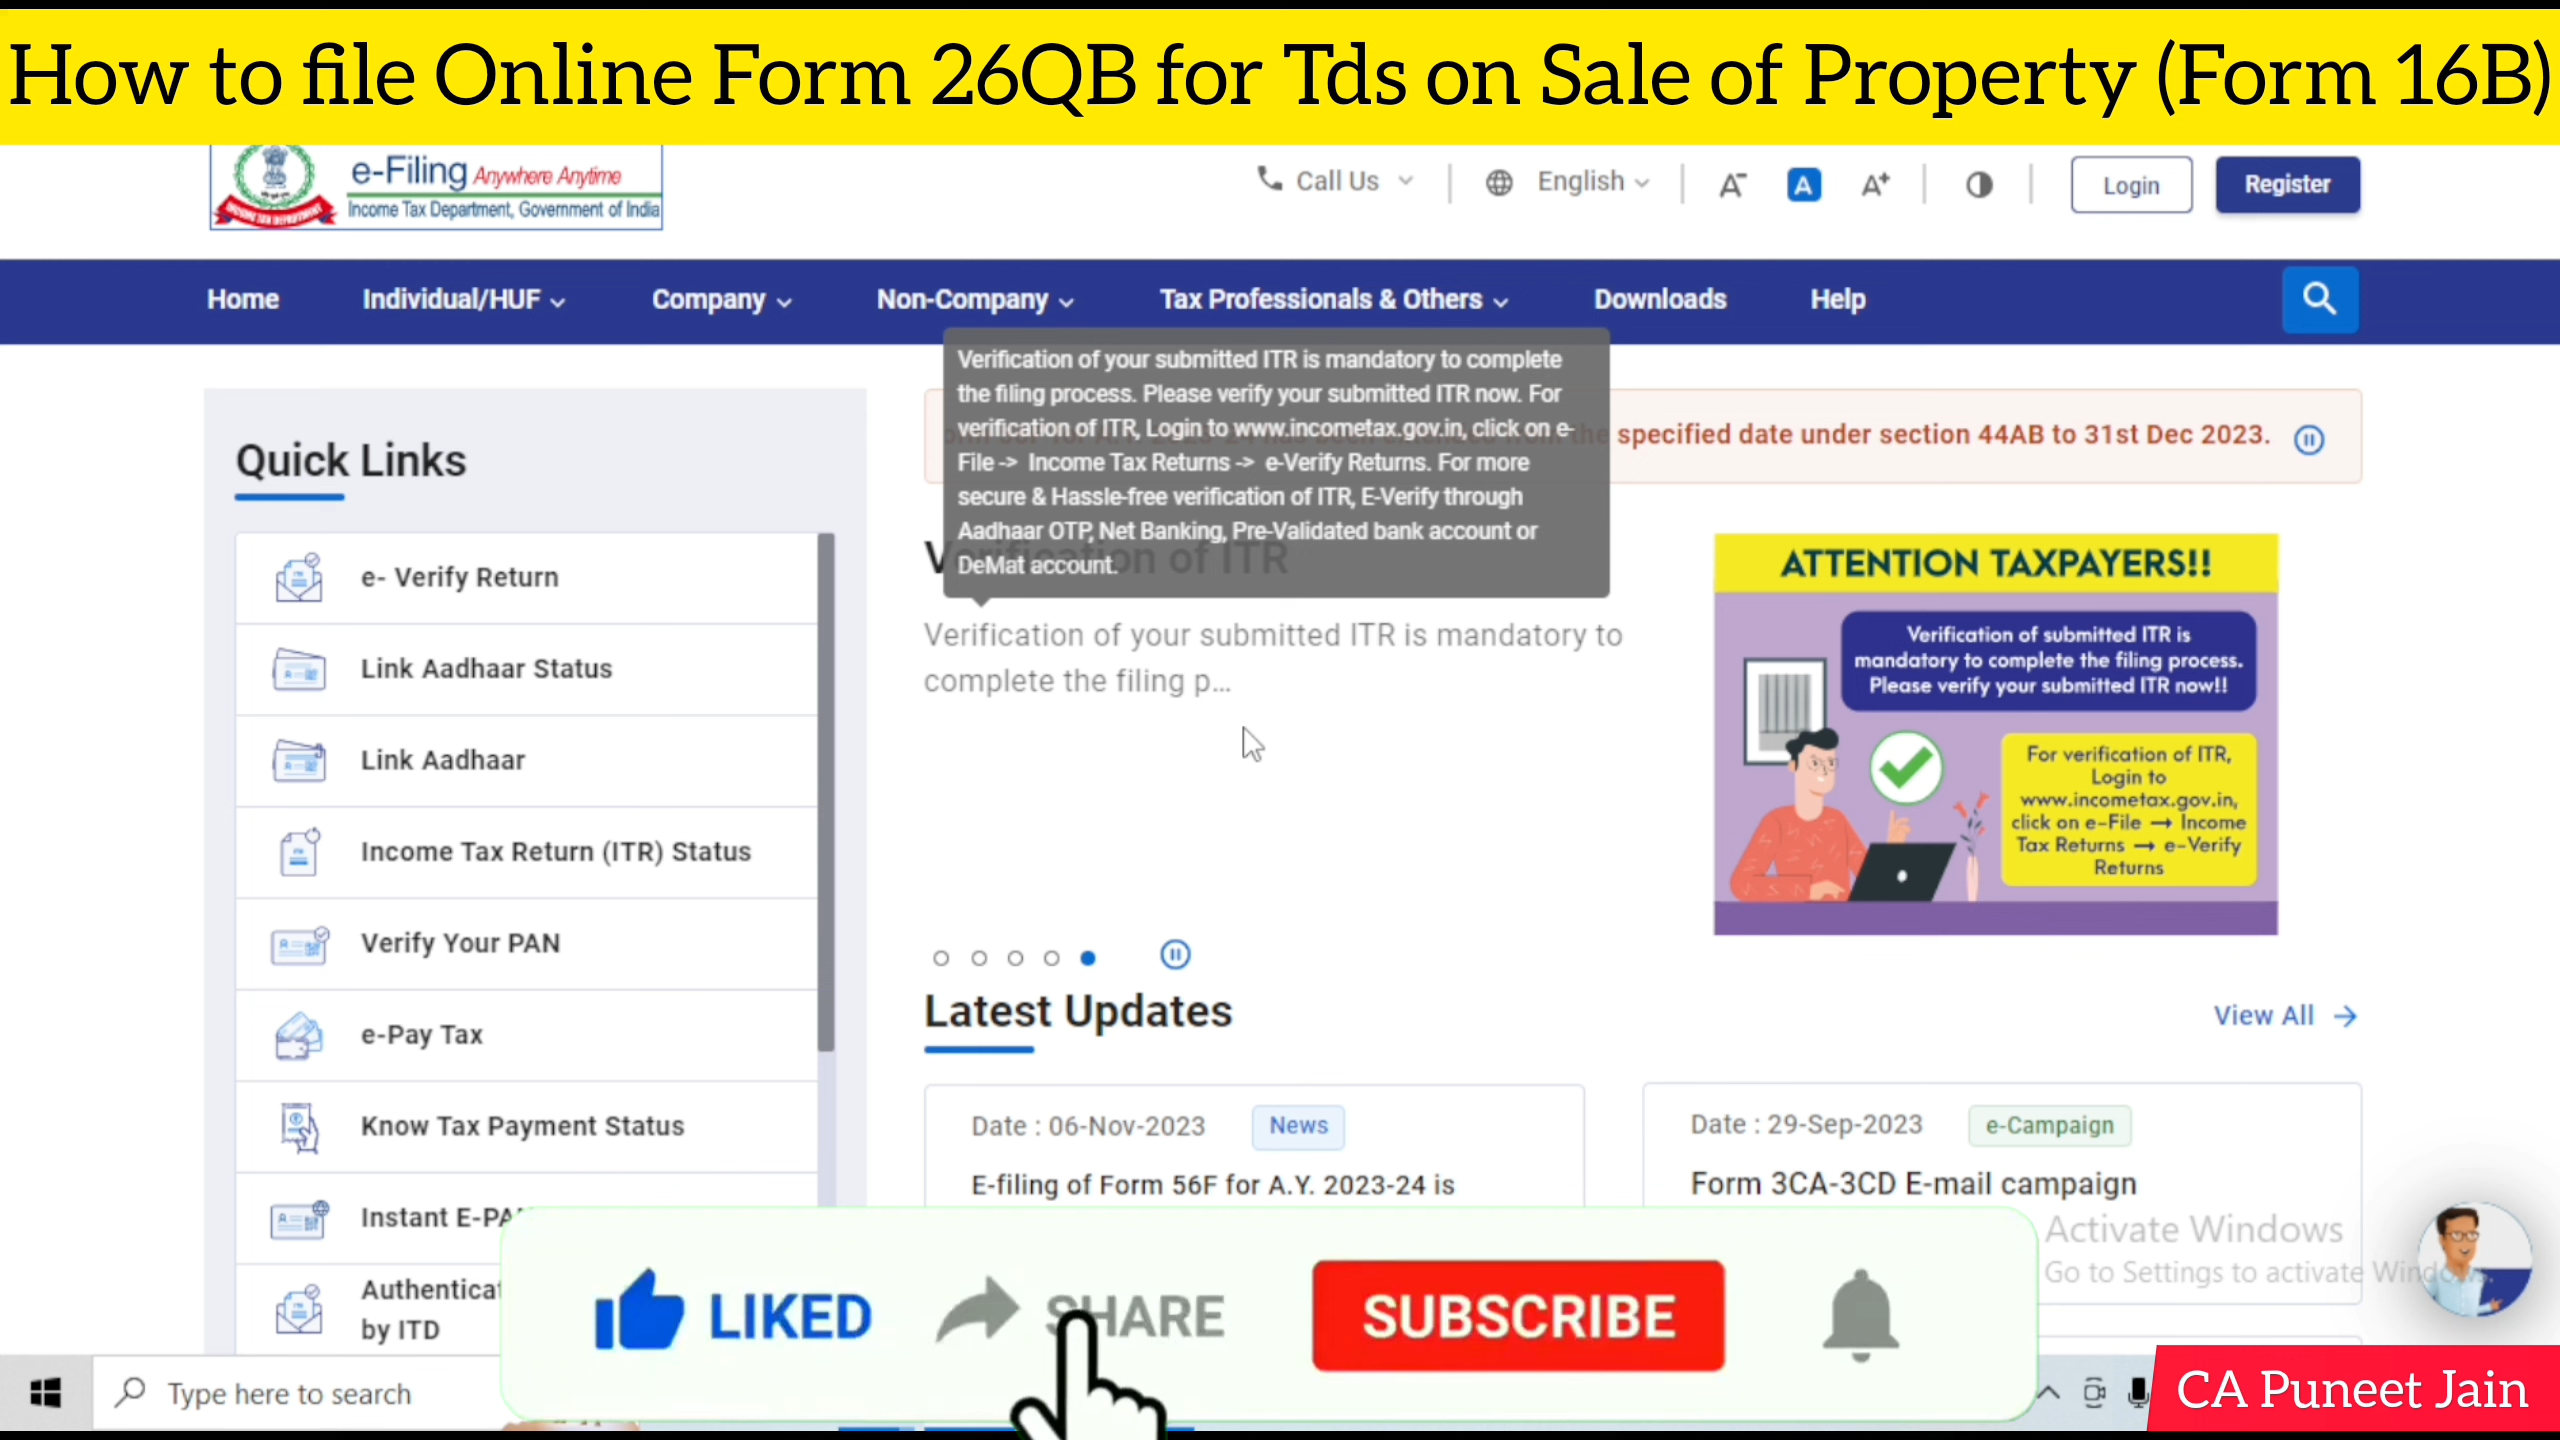 How to file Online Form 26QB for Tds on Sale of Property (Form 16B)
e-Filing Anywhere Anytime
Income Tax Department, Government of India
Call Us
English
A-
A
A+
Login
Register
Home
Individual/HUF
Company
Non-Company
Tax Professionals & Others
Downloads
Help
Verification of your submitted ITR is mandatory to complete
the filing process. Please verify your submitted ITR now. For
verification of ITR, Login to www.incometax.gov.in, click on e-
File -> Income Tax Returns -> e-Verify Returns. For more
secure & Hassle-free verification of ITR, E-Verify through
Aadhaar OTP, Net Banking, Pre-Validated bank account or
DeMat account.
the specified date under section 44AB to 31st Dec 2023.
Quick Links
e- Verify Return
Link Aadhaar Status
Link Aadhaar
Income Tax Return (ITR) Status
Verify Your PAN
e-Pay Tax
Know Tax Payment Status
Instant E-PA
Authentica
by ITD
Verification of ITR
Verification of your submitted ITR is mandatory to
complete the filing p...
ATTENTION TAXPAYERS!!
Verification of submitted ITR is
mandatory to complete the filing process.
Please verify your submitted ITR now!!
For verification of ITR,
Login to
www.incometax.gov.in,
click on e-File → Income
Tax Returns → e-Verify
Returns
Latest Updates
View All
Date : 06-Nov-2023
News
E-filing of Form 56F for A.Y. 2023-24 is
Date : 29-Sep-2023
e-Campaign
Form 3CA-3CD E-mail campaign
Activate Windows
Go to Settings to activate Windows.
LIKED
SHARE
SUBSCRIBE
Type here to search
CA Puneet Jain